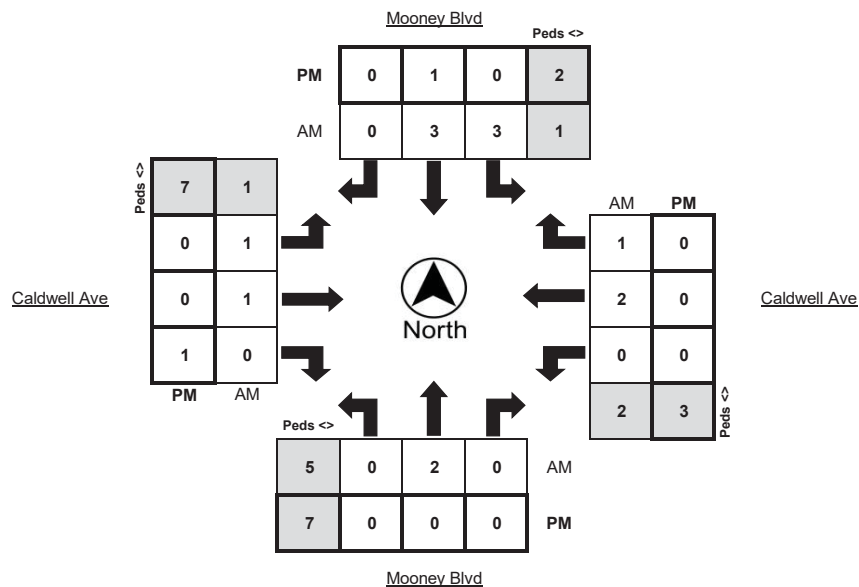 Mooney Blvd
Peds <>
PM 0 1 0 2
AM 0 3 3 1
Peds <>
7 1
0 1
0 1
1 0
PM AM
Caldwell Ave
North
AM PM
1 0
2 0
0 0
2 3
Peds <>
Caldwell Ave
Peds <>
5 0 2 0 AM
7 0 0 0 PM
Mooney Blvd